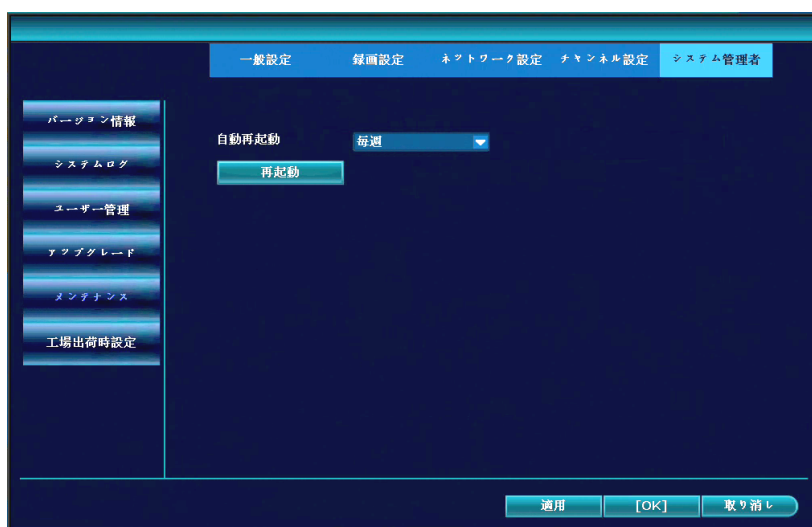 一般設定 録画設定 ネットワーク設定 チャンネル設定 システム管理者
バージョン情報
システムログ
ユーザー管理
アップグレード
メンテナンス
工場出荷時設定
自動再起動 毎週
再起動
適用 [OK] 取り消し